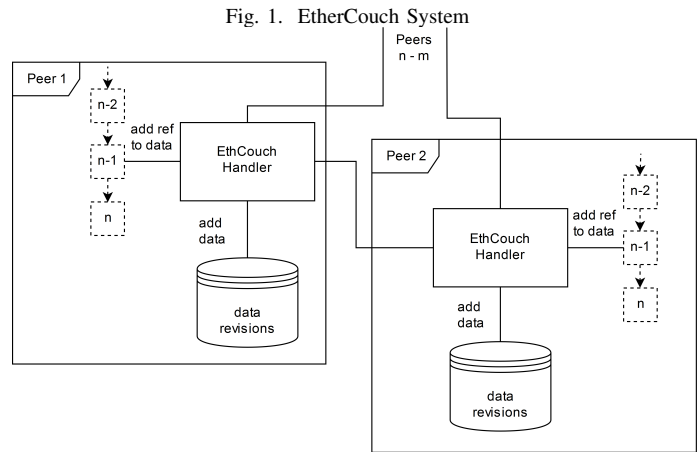 Fig. 1. EtherCouch System
Peers
n - m
Peer 1
n-2
add ref
to data
n-1
n
EthCouch
Handler
add
data
data
revisions
Peer 2
EthCouch
Handler
add ref
to data
n-2
n-1
n
add
data
data
revisions